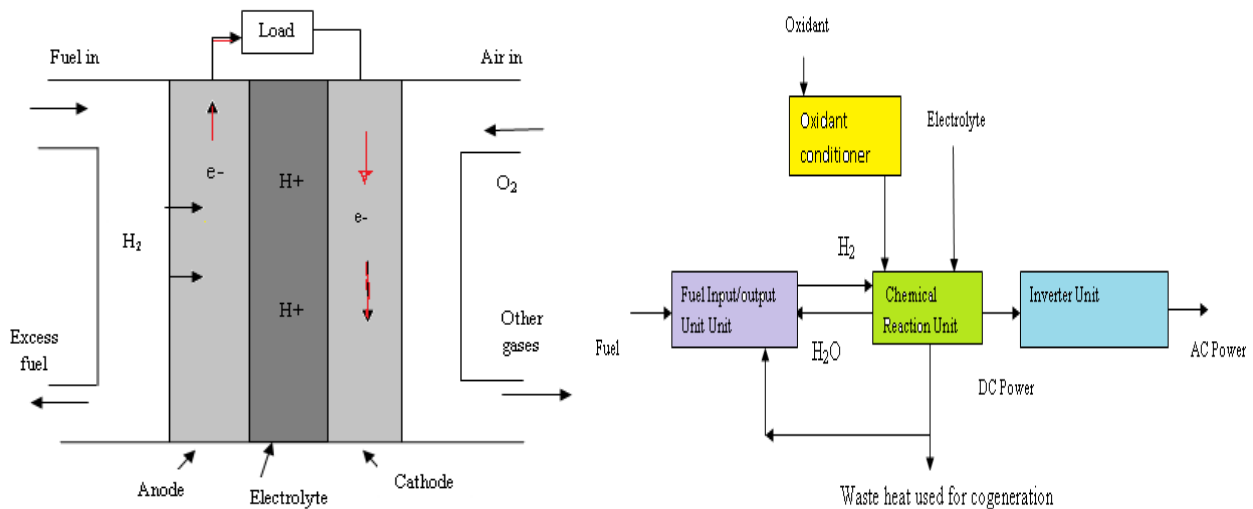 Load
Fuel in
Air in
e-
H+
O₂
e-
H₂
H+
Excess
fuel
Other
gases
Anode
Electrolyte
Cathode
Oxidant
Oxidant
conditioner
Electrolyte
H₂
Fuel Input/output
Unit Unit
Chemical
Reaction Unit
Inverter Unit
Fuel
H₂O
AC Power
DC Power
Waste heat used for cogeneration